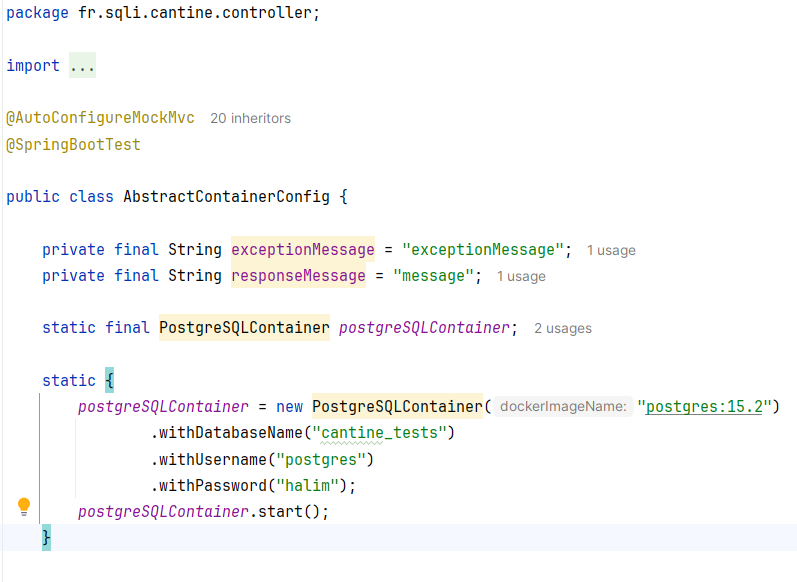 package fr.sqli.cantine.controller;
import ...
@AutoConfigureMockMvc 20 inheritors
@SpringBootTest
public class AbstractContainerConfig {
private final String exceptionMessage = "exceptionMessage"; 1 usage
private final String responseMessage = "message"; 1 usage
static final PostgreSQLContainer postgreSQLContainer; 2 usages
static {
postgreSQLContainer = new PostgreSQLContainer( dockerImageName: "postgres:15.2")
.withDatabaseName("cantine_tests")
.withUsername("postgres")
.withPassword("halim");
postgreSQLContainer.start();
}